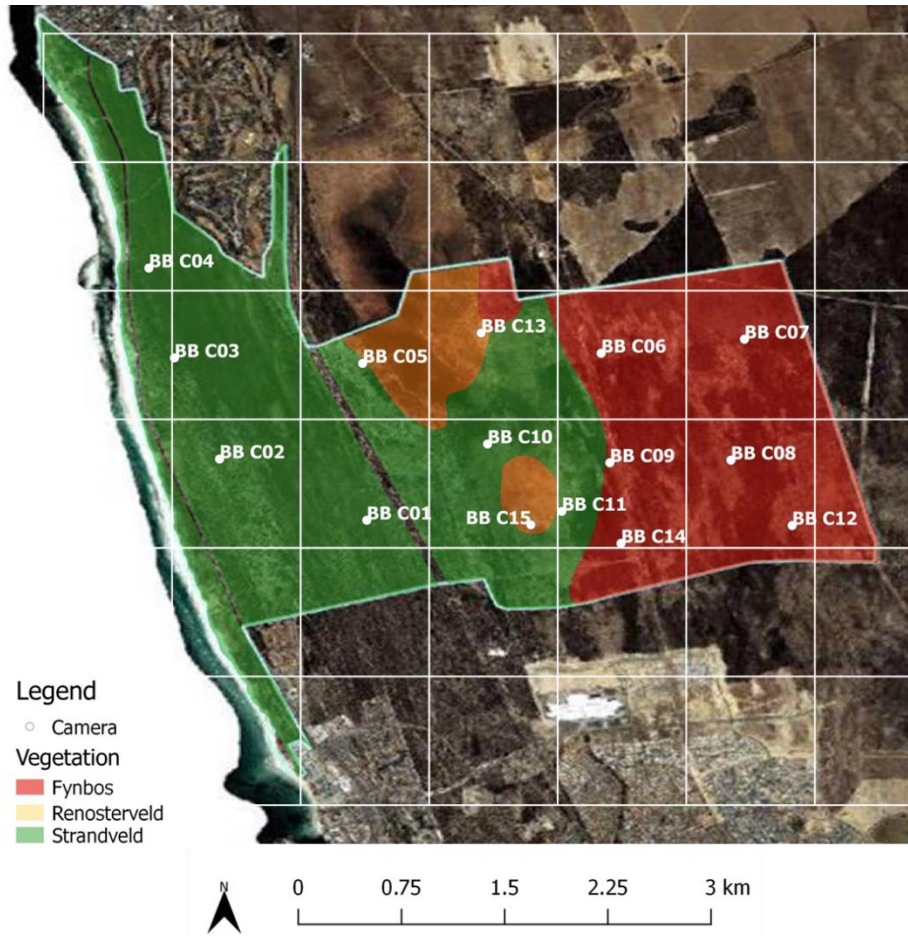 BB C04
BB C13
BB C07
BB C06
BB C03
BB C05
BB C10
BB C02
BB C09
BB C08
BB C01
BB C15
BB C11
BB C12
BB C14
Legend
Camera
Vegetation
Fynbos
Renosterveld
Strandveld
N
0 0.75 1.5 2.25 3 km